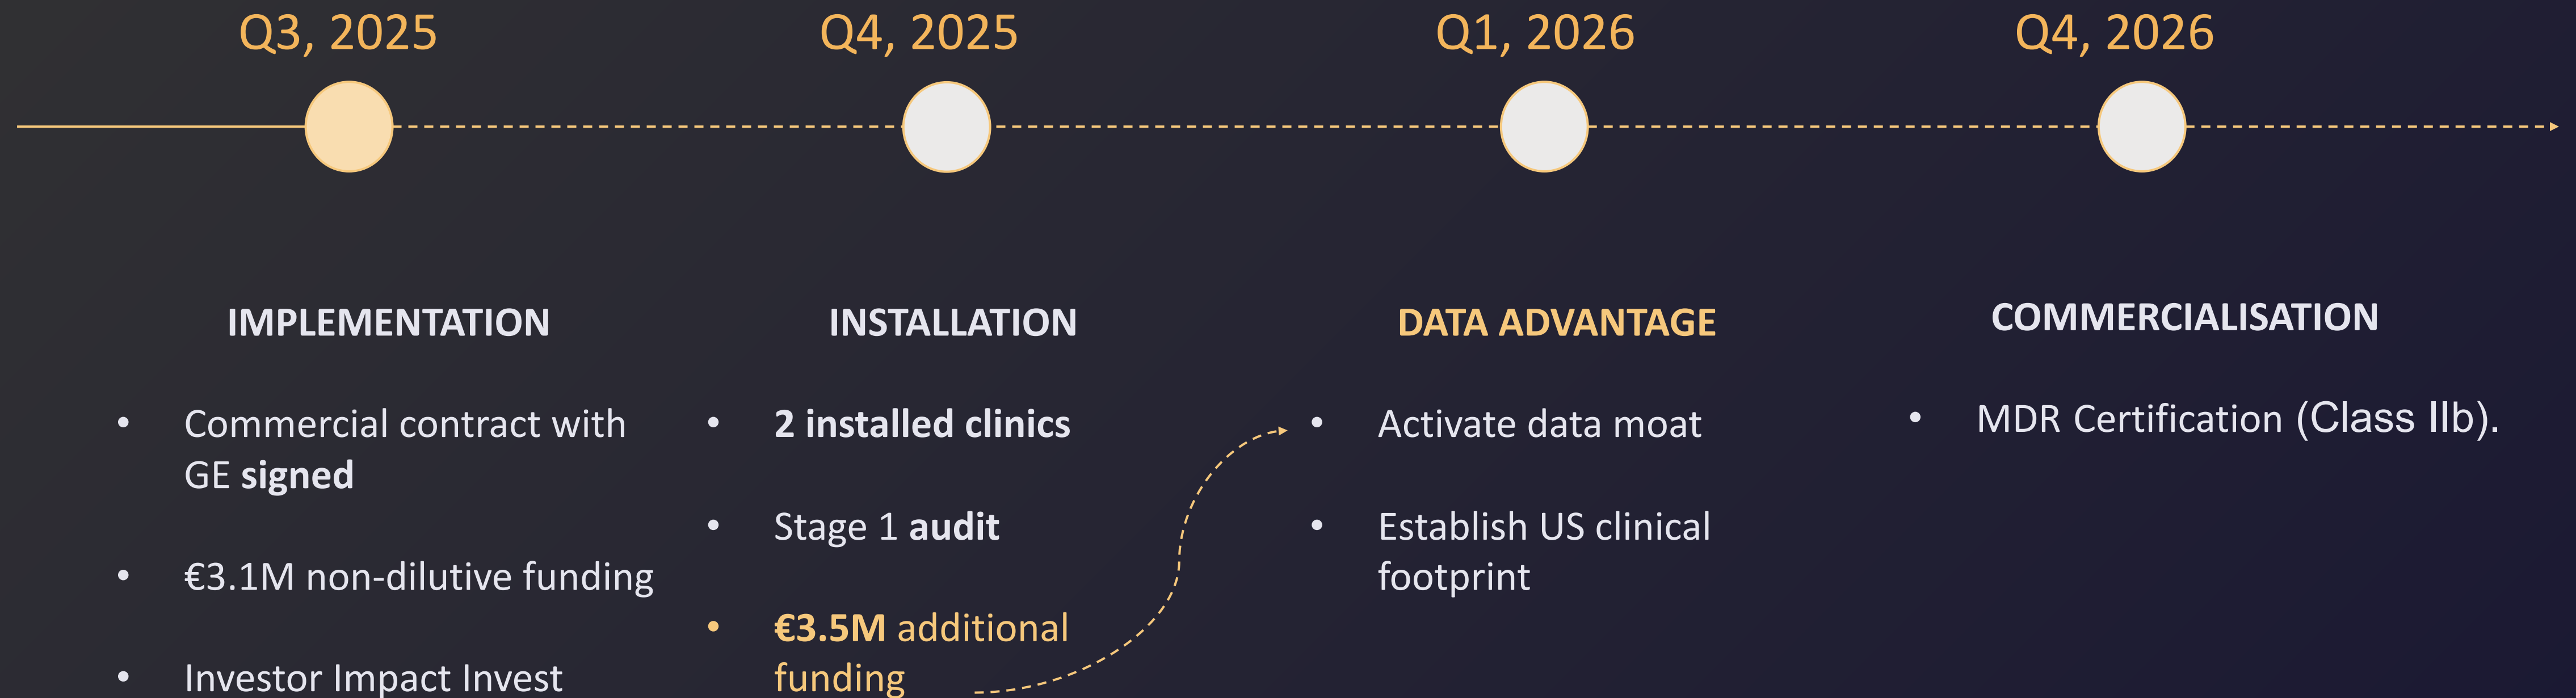 Q3, 2025
Q4, 2025
Q1, 2026
Q4, 2026
IMPLEMENTATION
• Commercial contract with
GE signed
• €3.1M non-dilutive funding
• Investor Impact Invest
INSTALLATION
• 2 installed clinics
• Stage 1 audit
• €3.5M additional
funding
DATA ADVANTAGE
• Activate data moat
• Establish US clinical
footprint
COMMERCIALISATION
• MDR Certification (Class IIb).